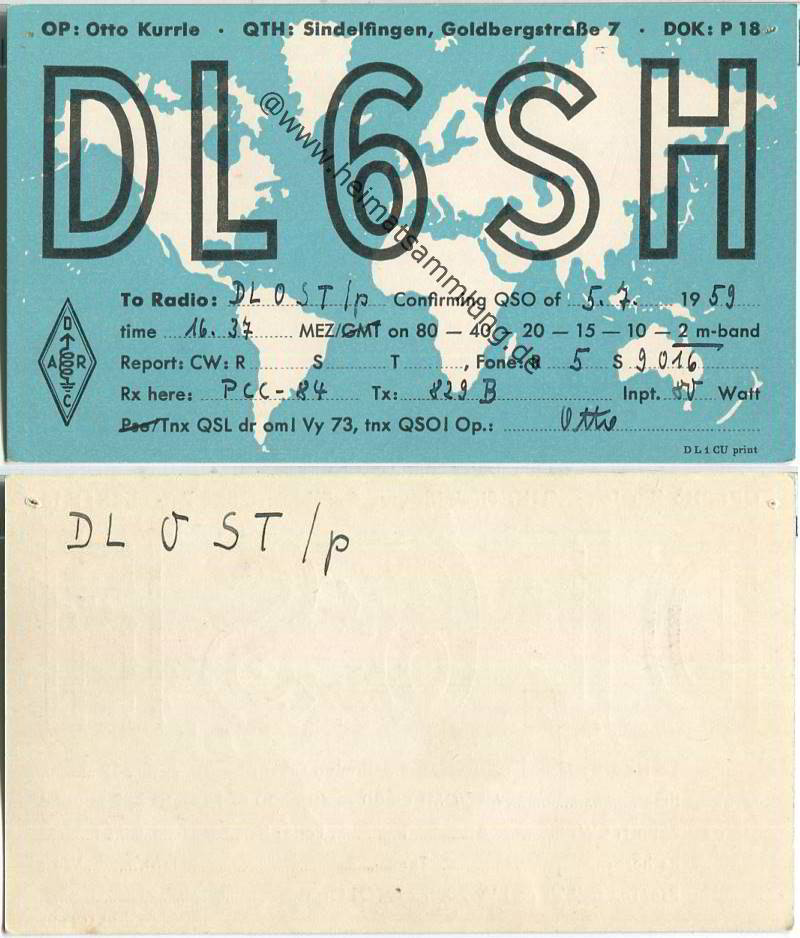 OP: Otto Kurrle · QTH: Sindelfingen, Goldbergstraße 7 · DOK: P 18
DL6SH
@www.heimatsammlung.de
To Radio: DL0ST/p Confirming QSO of 5.7. 1959
time 16.37 MEZ/GMT on 80 — 40 — 20 — 15 — 10 — 2 m-band
Report: CW: R S T , Fone: R 5 S 9016
Rx here: PCC-84 Tx: 829B Inpt. 80 Watt
Pse/Tnx QSL dr om! Vy 73, tnx QSO! Op.: Otto
D A R C
DL1CU print
DL0ST/p